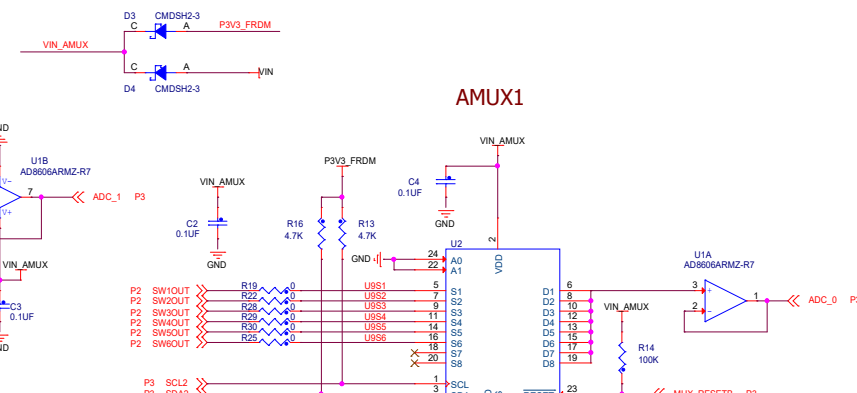 D3 CMDSH2-3
C A P3V3_FRDM
VIN_AMUX
C A VIN
D4 CMDSH2-3
AMUX1
U1B
AD8606ARMZ-R7
V-
7
ADC_1 P3
V+
VIN_AMUX
C3
0.1UF
VIN_AMUX
C2
0.1UF
GND
P3V3_FRDM
R16
4.7K
R13
4.7K
VIN_AMUX
C4
0.1UF
GND
U2
2
VDD
GND
24 A0
22 A1
P2 SW1OUT R19 0 U9S1 5 S1
P2 SW2OUT R22 0 U9S2 7 S2
P2 SW3OUT R28 0 U9S3 9 S3
P2 SW4OUT R29 0 U9S4 11 S4
P2 SW5OUT R30 0 U9S5 14 S5
P2 SW6OUT R25 0 U9S6 16 S6
18 S7
20 S8
D1 6
D2 8
D3 10
D4 12
D5 13
D6 15
D7 17
D8 19
P3 SCL2 1 SCL
3
23
VIN_AMUX
R14
100K
U1A
AD8606ARMZ-R7
3 +
2 -
1
ADC_0